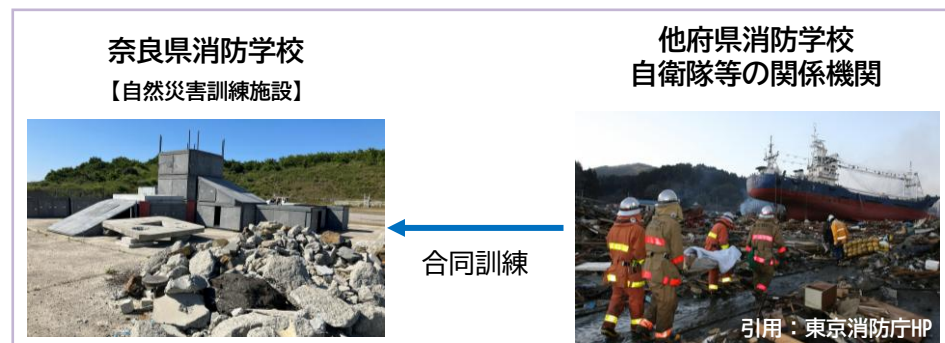 奈良県消防学校
【自然災害訓練施設】
他府県消防学校
自衛隊等の関係機関
合同訓練
引用：東京消防庁HP